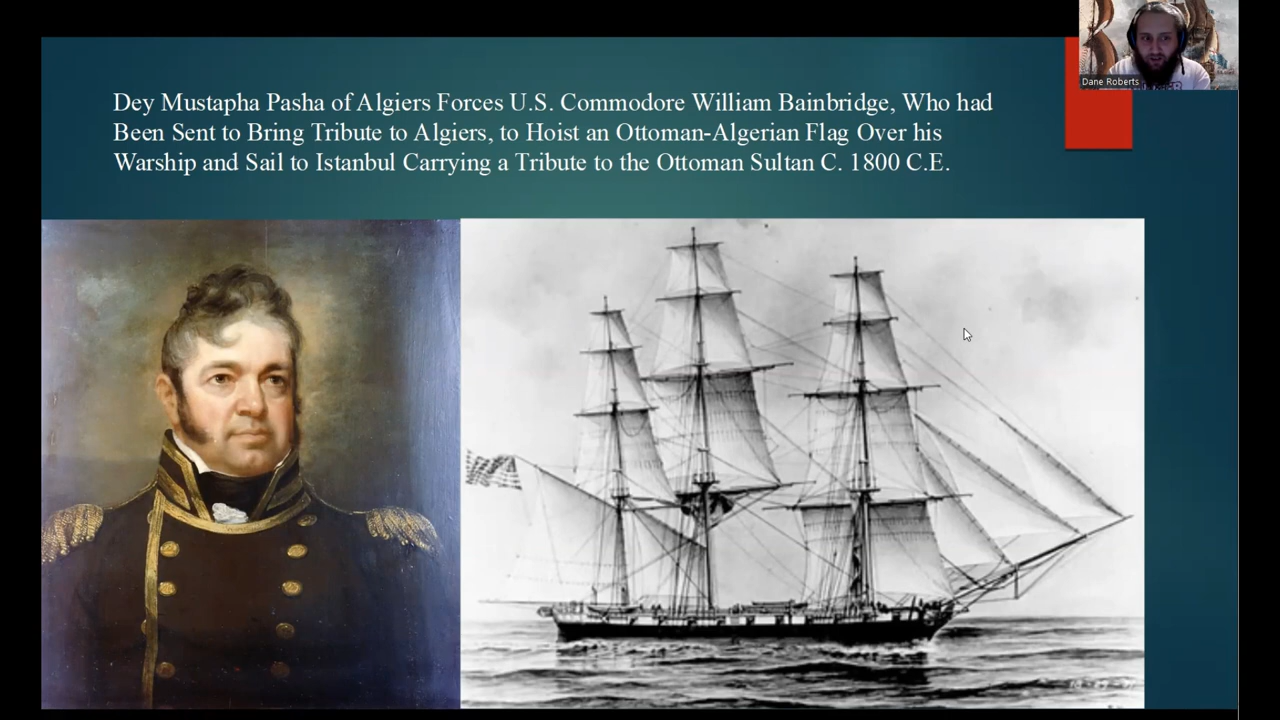 Dey Mustapha Pasha of Algiers Forces U.S. Commodore William Bainbridge, Who had
Been Sent to Bring Tribute to Algiers, to Hoist an Ottoman-Algerian Flag Over his
Warship and Sail to Istanbul Carrying a Tribute to the Ottoman Sultan C. 1800 C.E.
Dane Roberts